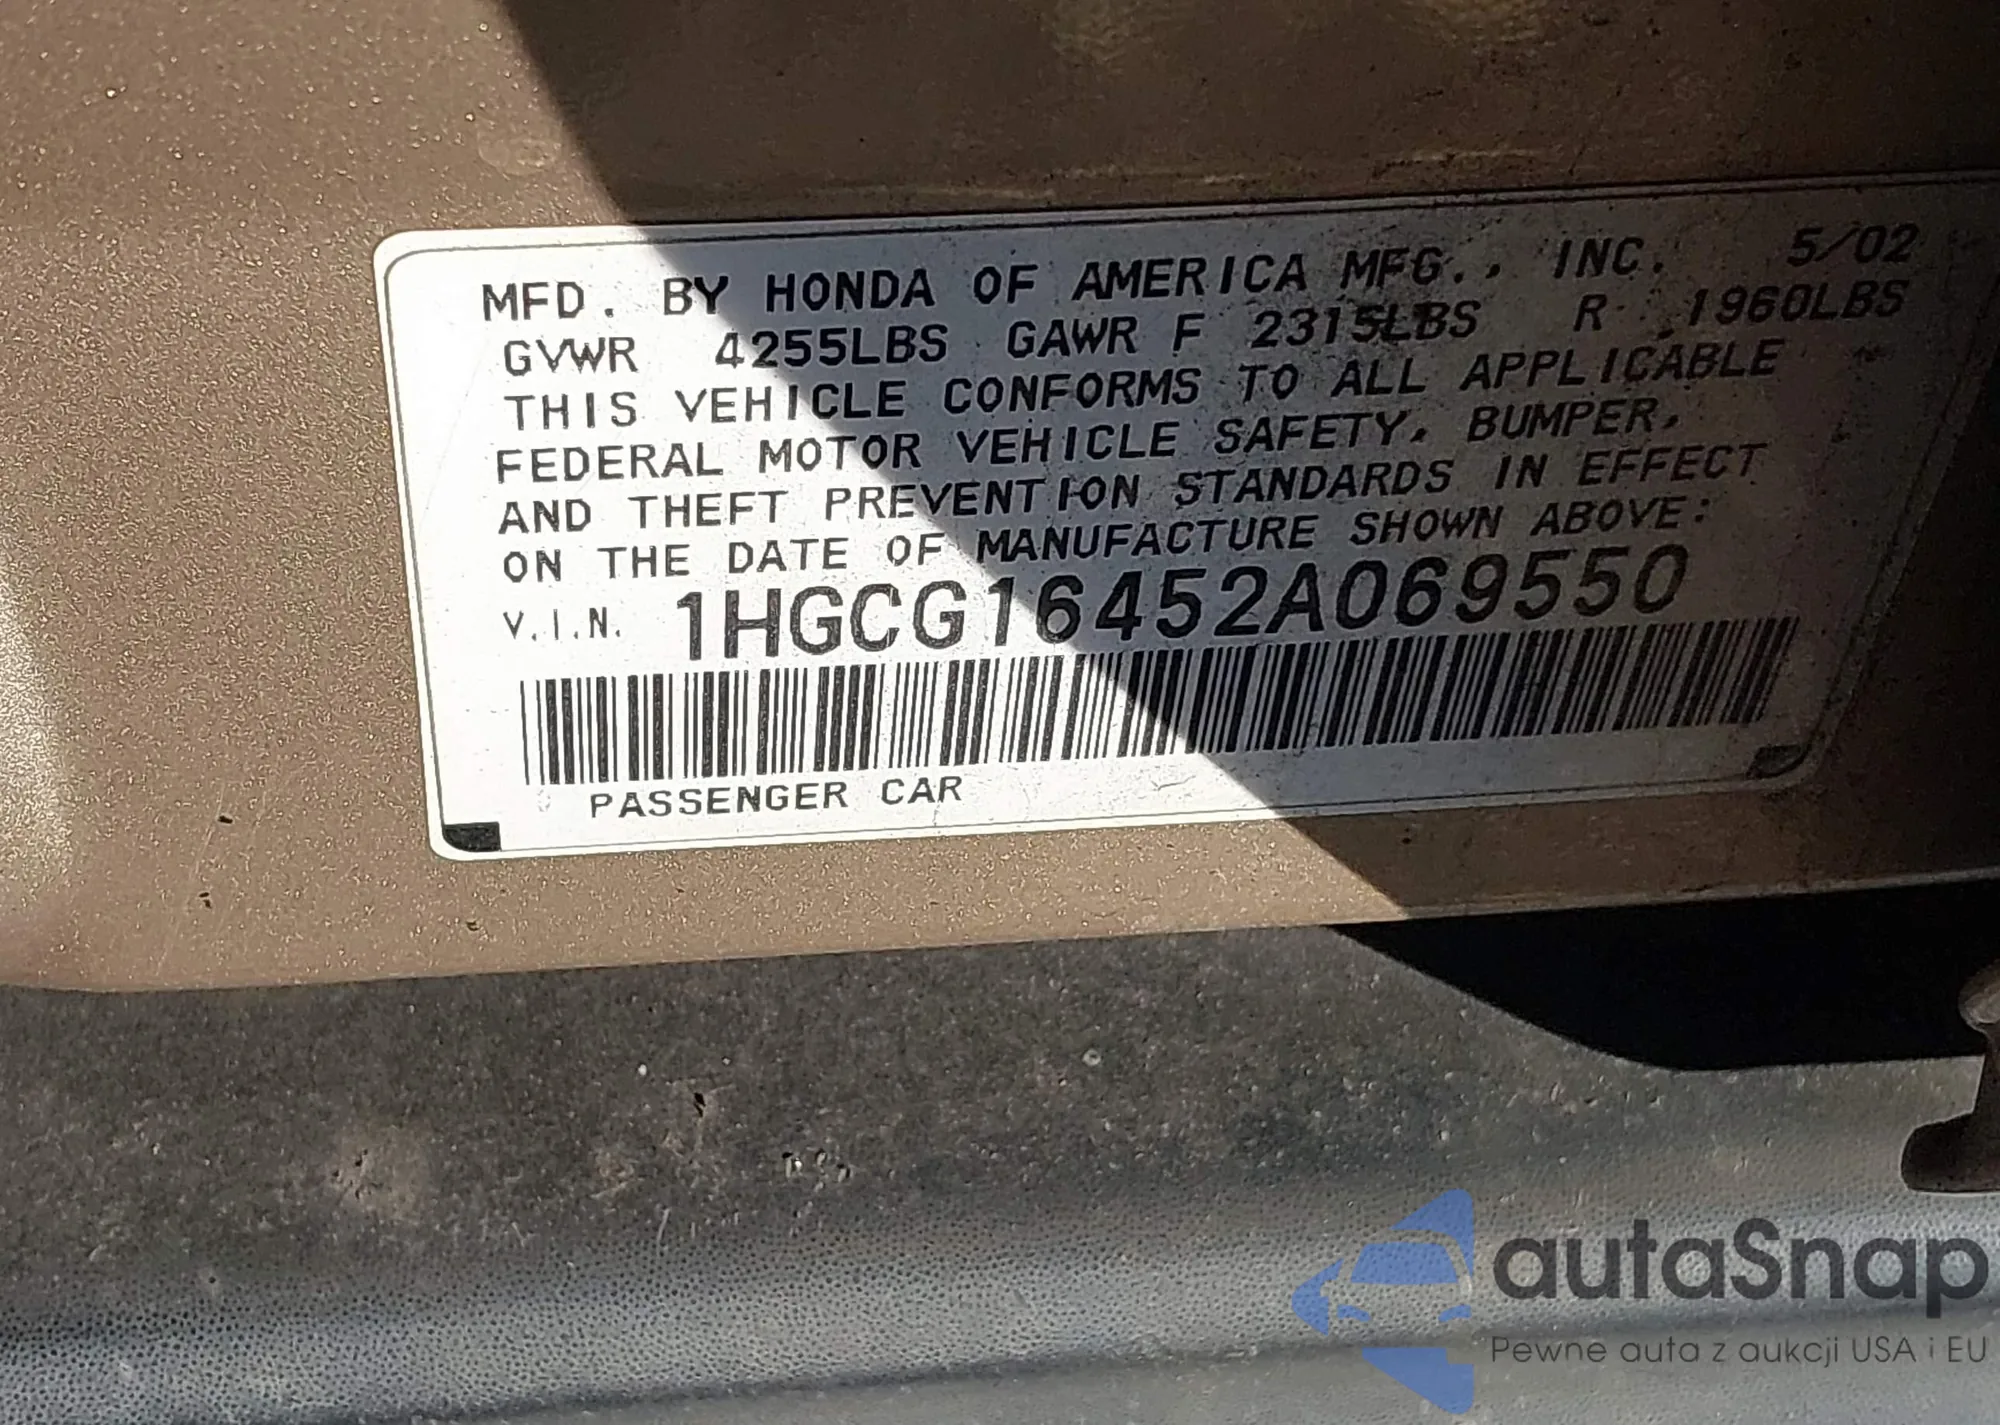 MFD. BY HONDA OF AMERICA MFG., INC. 5/02
GVWR 4255LBS GAWR F 2315LBS R 1960LBS
THIS VEHICLE CONFORMS TO ALL APPLICABLE
FEDERAL MOTOR VEHICLE SAFETY, BUMPER,
AND THEFT PREVENTION STANDARDS IN EFFECT
ON THE DATE OF MANUFACTURE SHOWN ABOVE:
V.I.N. 1HGCG16452A069550
PASSENGER CAR
autaSnap
Pewne auta z aukcji USA i EU